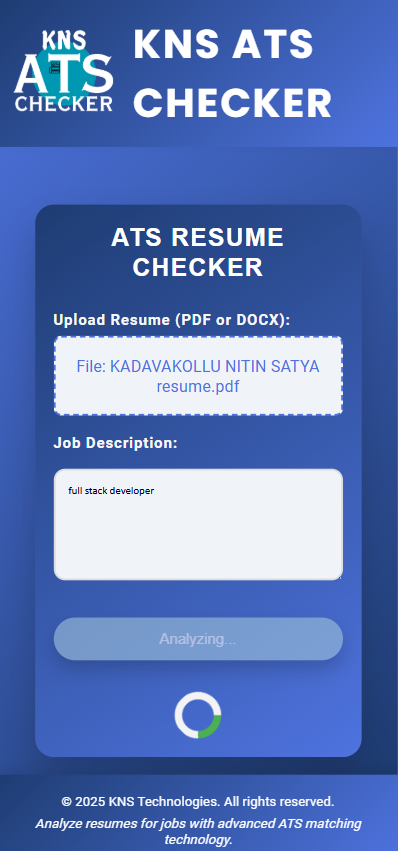 KNS
ATS
CHECKER
KNS ATS
CHECKER
ATS RESUME
CHECKER
Upload Resume (PDF or DOCX):
File: KADAVAKOLLU NITIN SATYA
resume.pdf
Job Description:
full stack developer
Analyzing...
© 2025 KNS Technologies. All rights reserved.
Analyze resumes for jobs with advanced ATS matching
technology.